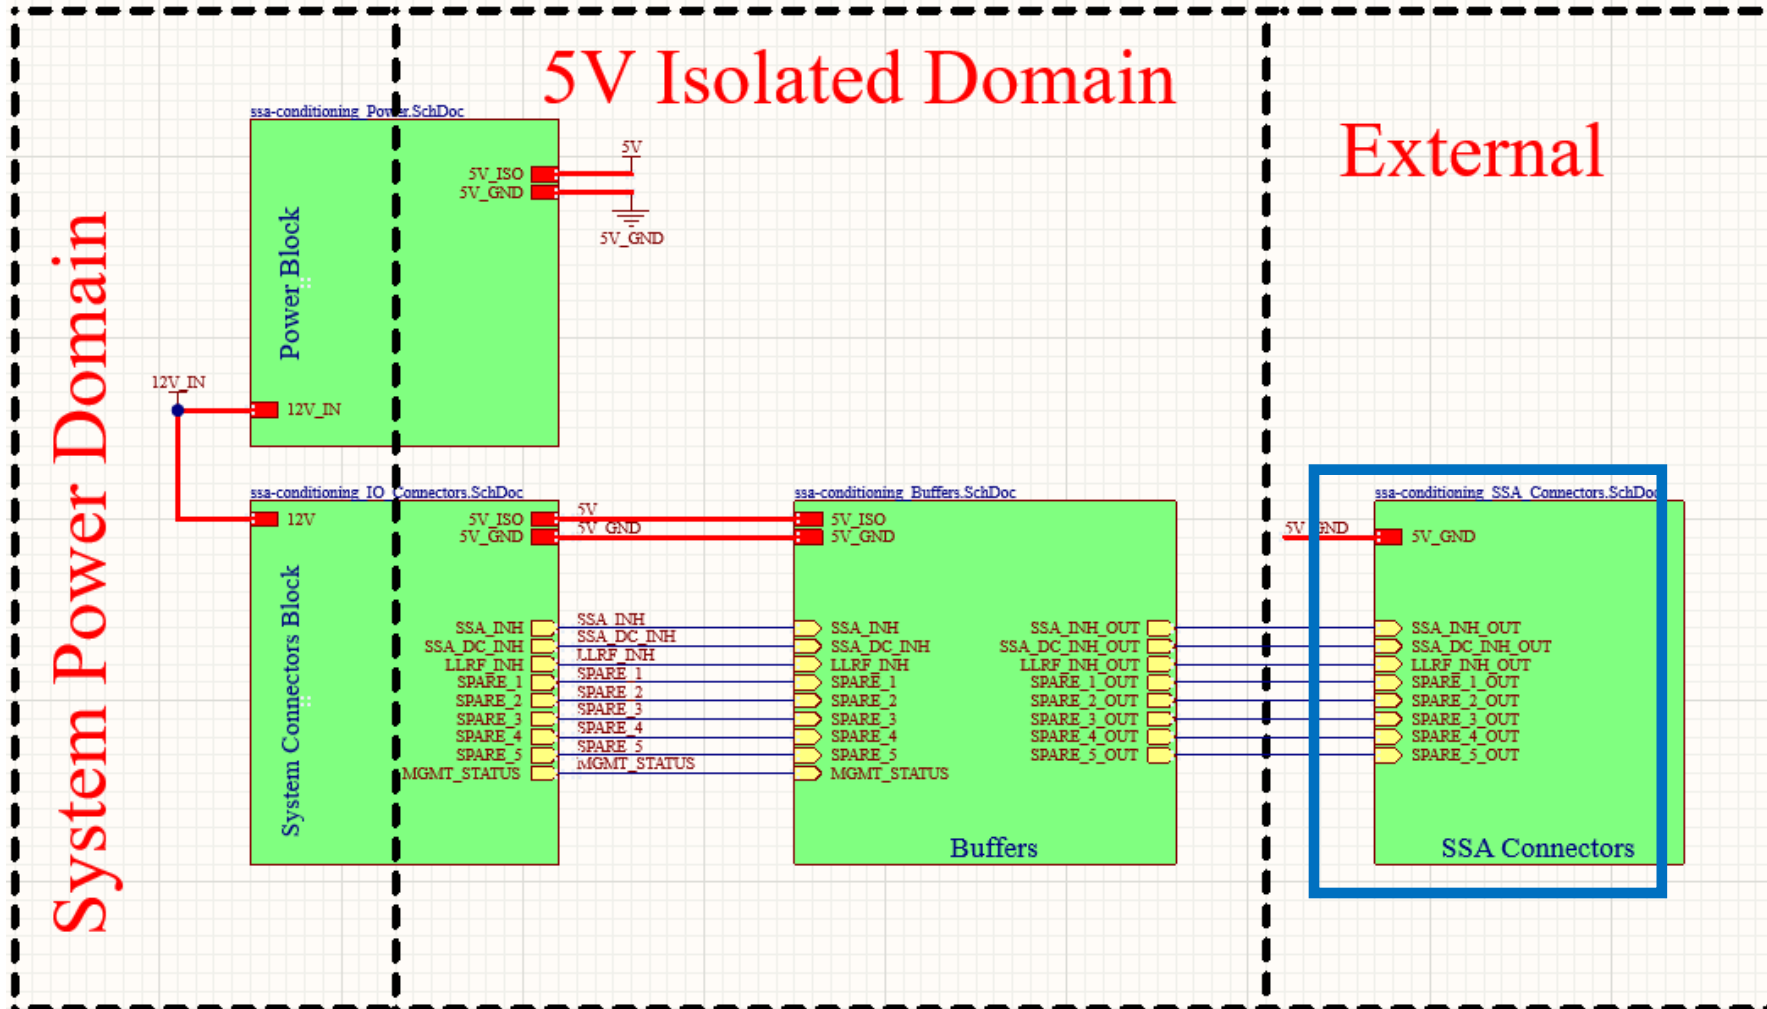 5V Isolated Domain
External
System Power Domain
ssa-conditioning_Power.SchDoc
5V_ISO
5V_GND
5V
5V_GND
Power Block
12V_IN
12V_IN
ssa-conditioning_IO_Connectors.SchDoc
12V
5V_ISO
5V_GND
5V
5V_GND
System Connectors Block
SSA_INH
SSA_DC_INH
LLRF_INH
SPARE_1
SPARE_2
SPARE_3
SPARE_4
SPARE_5
MGMT_STATUS
SSA_INH
SSA_DC_INH
LLRF_INH
SPARE_1
SPARE_2
SPARE_3
SPARE_4
SPARE_5
MGMT_STATUS
ssa-conditioning_Buffers.SchDoc
5V_ISO
5V_GND
SSA_INH
SSA_DC_INH
LLRF_INH
SPARE_1
SPARE_2
SPARE_3
SPARE_4
SPARE_5
MGMT_STATUS
SSA_INH_OUT
SSA_DC_INH_OUT
LLRF_INH_OUT
SPARE_1_OUT
SPARE_2_OUT
SPARE_3_OUT
SPARE_4_OUT
SPARE_5_OUT
Buffers
ssa-conditioning_SSA_Connectors.SchDoc
5V_GND
5V_GND
SSA_INH_OUT
SSA_DC_INH_OUT
LLRF_INH_OUT
SPARE_1_OUT
SPARE_2_OUT
SPARE_3_OUT
SPARE_4_OUT
SPARE_5_OUT
SSA Connectors